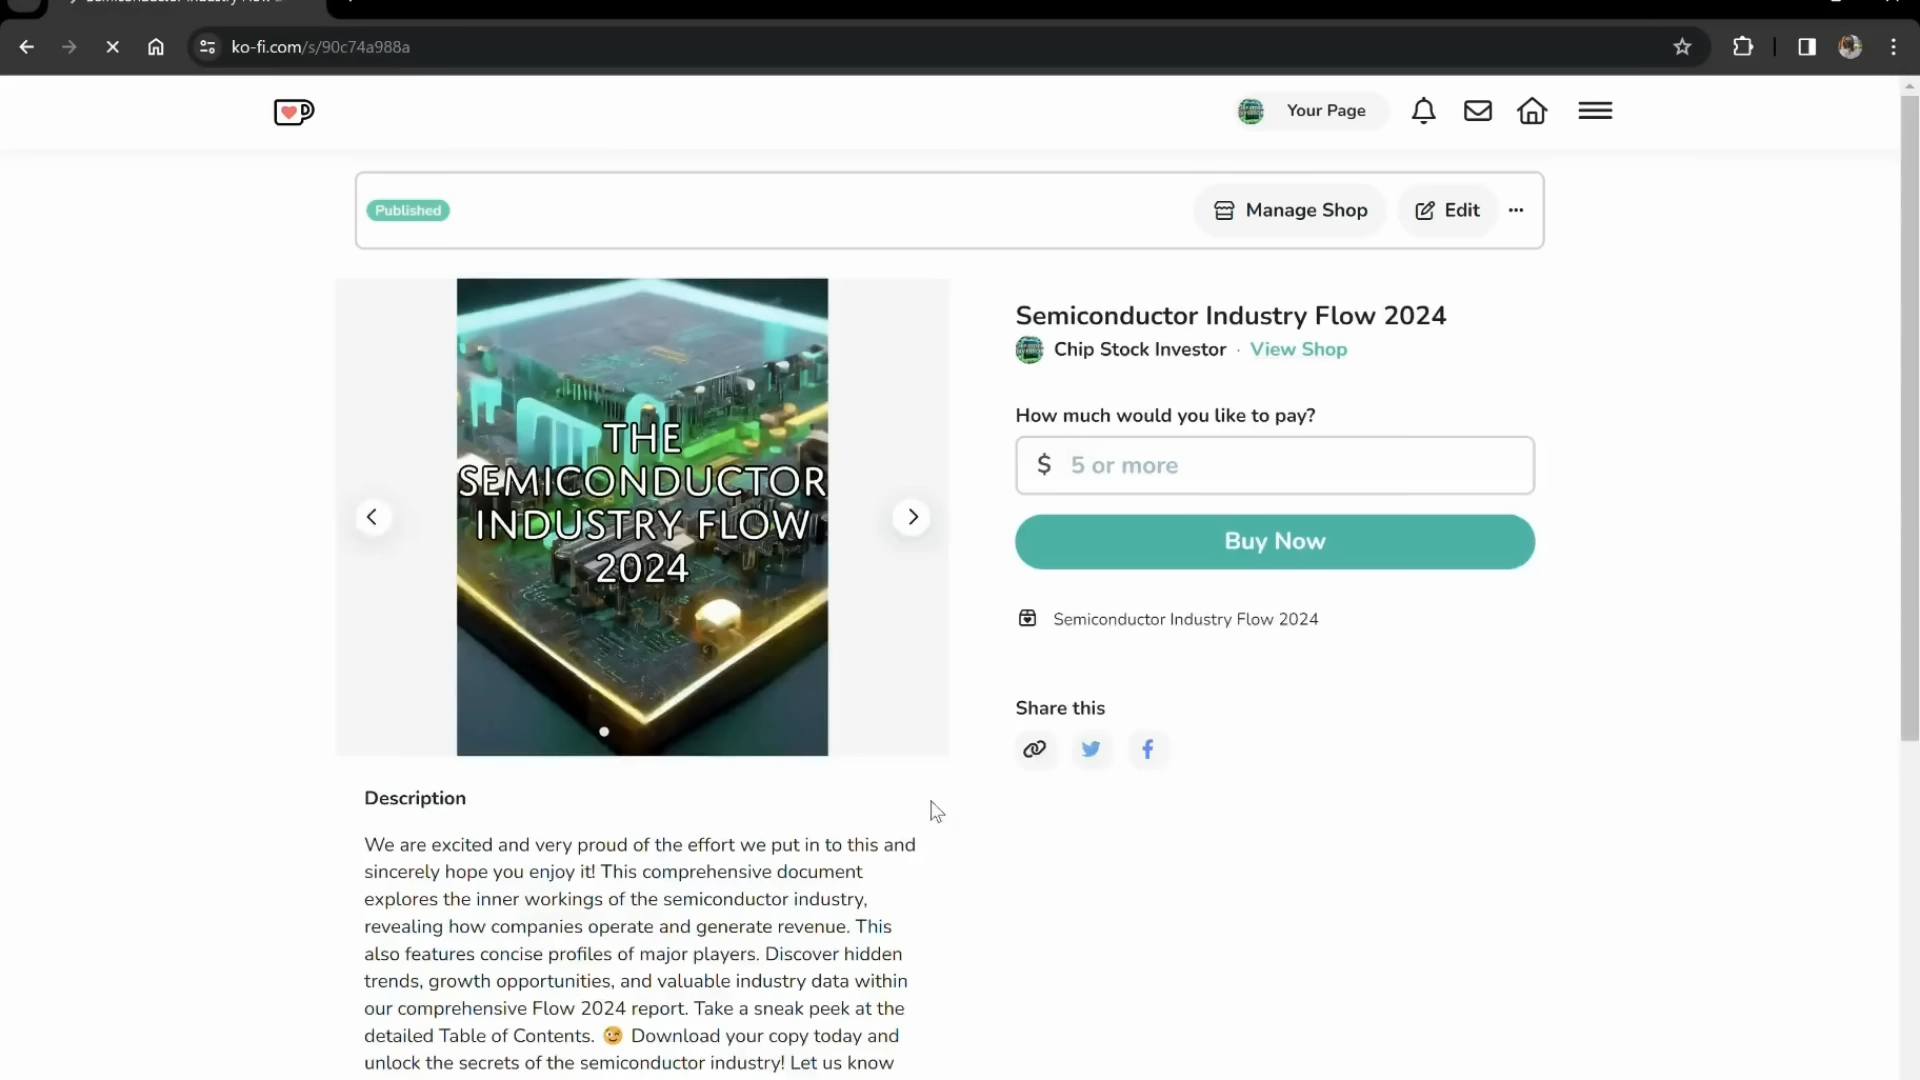 ko-fi.com/s/90c74a988a
Your Page
Published
Manage Shop
Edit
THE
SEMICONDUCTOR
INDUSTRY FLOW
2024
Semiconductor Industry Flow 2024
Chip Stock Investor · View Shop
How much would you like to pay?
$ 5 or more
Buy Now
Semiconductor Industry Flow 2024
Share this
Description
We are excited and very proud of the effort we put in to this and
sincerely hope you enjoy it! This comprehensive document
explores the inner workings of the semiconductor industry,
revealing how companies operate and generate revenue. This
also features concise profiles of major players. Discover hidden
trends, growth opportunities, and valuable industry data within
our comprehensive Flow 2024 report. Take a sneak peek at the
detailed Table of Contents. 😉 Download your copy today and
unlock the secrets of the semiconductor industry! Let us know